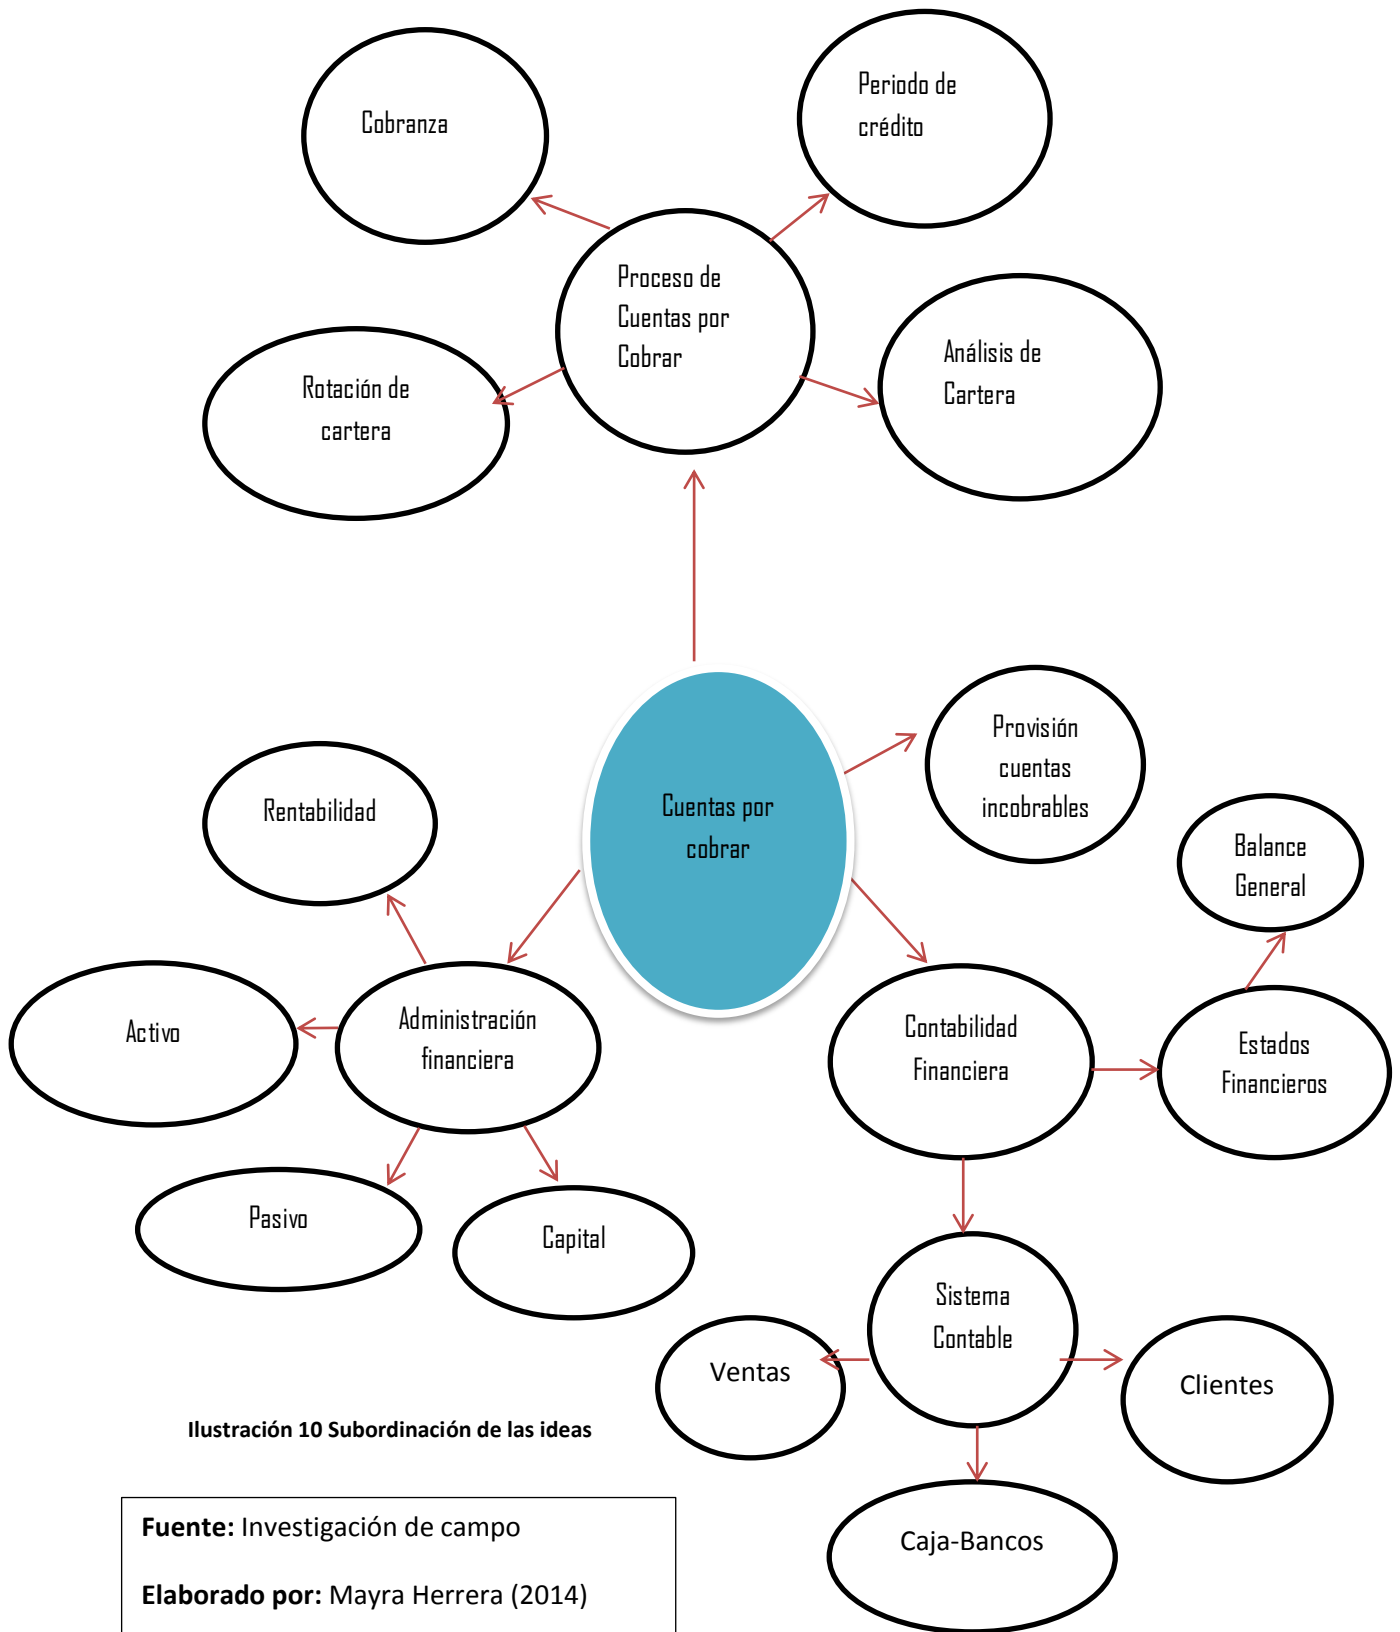 Cobranza
Periodo de
crédito
Proceso de
Cuentas por
Cobrar
Rotación de
cartera
Análisis de
Cartera
Cuentas por
cobrar
Provisión
cuentas
incobrables
Rentabilidad
Balance
General
Activo
Administración
financiera
Contabilidad
Financiera
Estados
Financieros
Pasivo
Capital
Sistema
Contable
Ventas
Clientes
Caja-Bancos
Ilustración 10 Subordinación de las ideas
Fuente: Investigación de campo
Elaborado por: Mayra Herrera (2014)